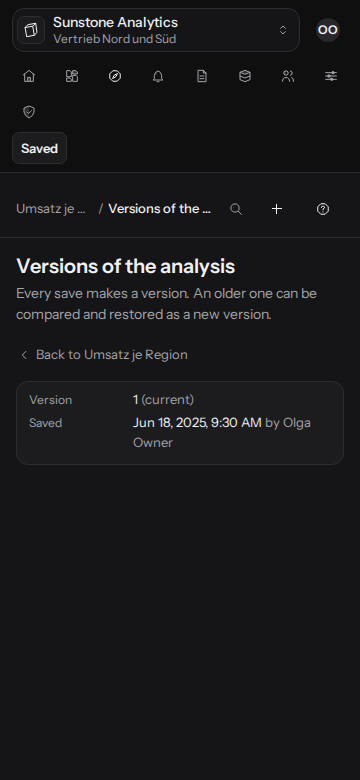 Sunstone Analytics
Vertrieb Nord und Süd
OO
Saved
Umsatz je ... / Versions of the ...
Versions of the analysis
Every save makes a version. An older one can be
compared and restored as a new version.
Back to Umsatz je Region
Version 1 (current)
Saved Jun 18, 2025, 9:30 AM by Olga
Owner